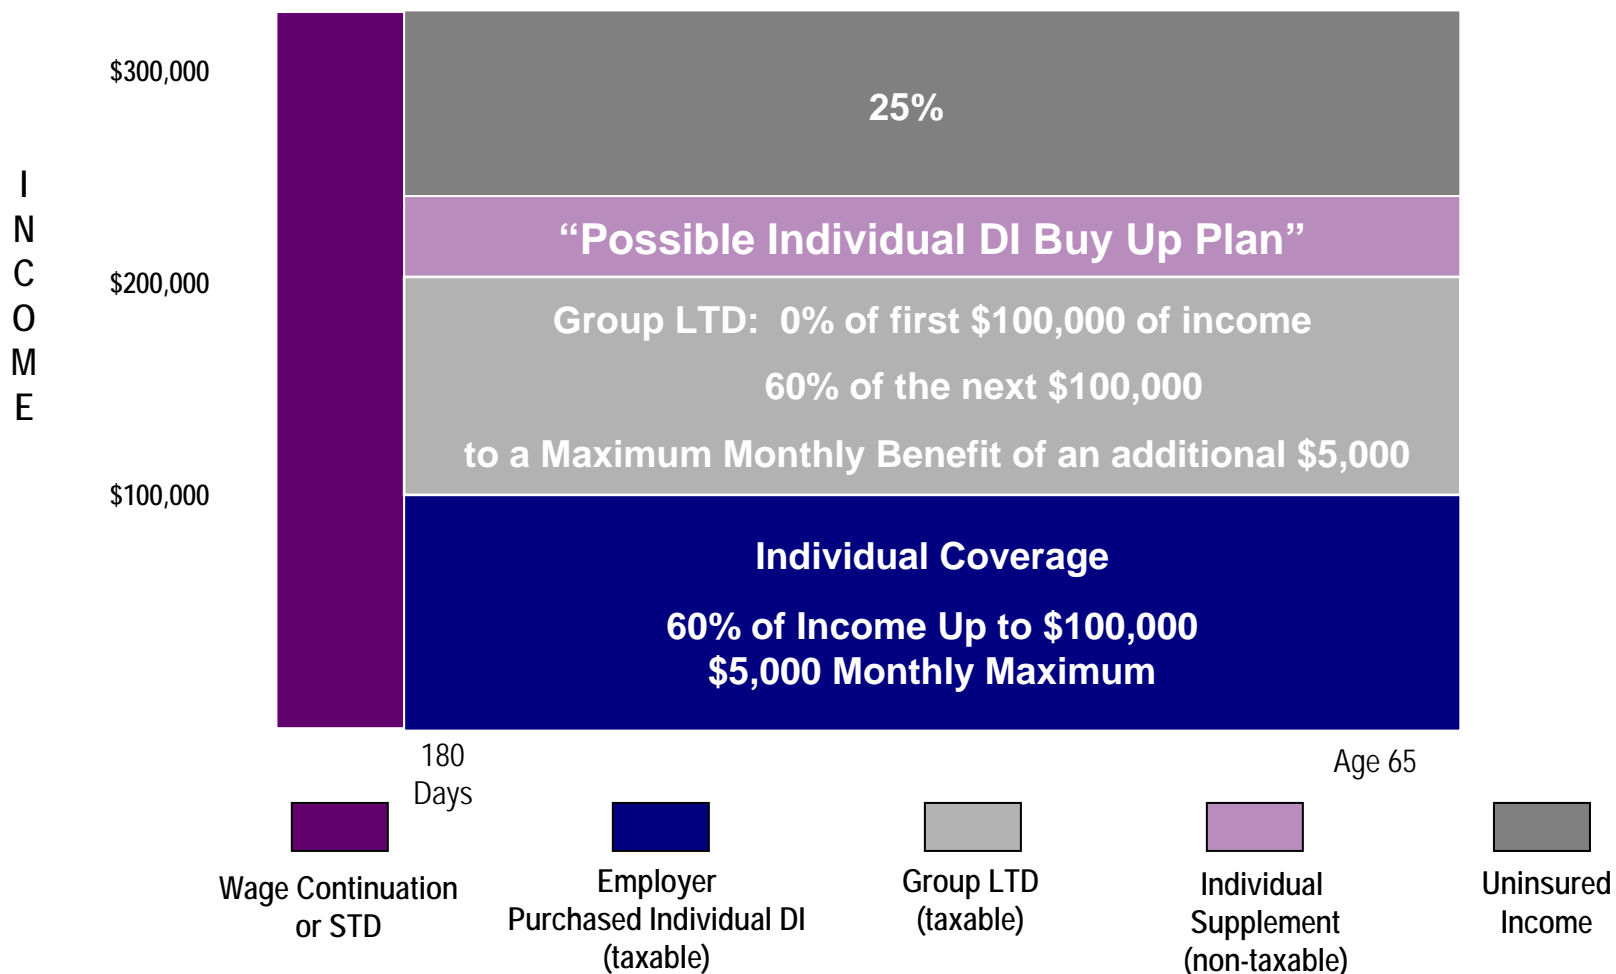 $300,000
$200,000
$100,000
I
N
C
O
M
E
25%
“Possible Individual DI Buy Up Plan”
Group LTD: 0% of first $100,000 of income
60% of the next $100,000
to a Maximum Monthly Benefit of an additional $5,000
Individual Coverage
60% of Income Up to $100,000
$5,000 Monthly Maximum
180
Days
Age 65
Wage Continuation
or STD
Employer
Purchased Individual DI
(taxable)
Group LTD
(taxable)
Individual
Supplement
(non-taxable)
Uninsured
Income